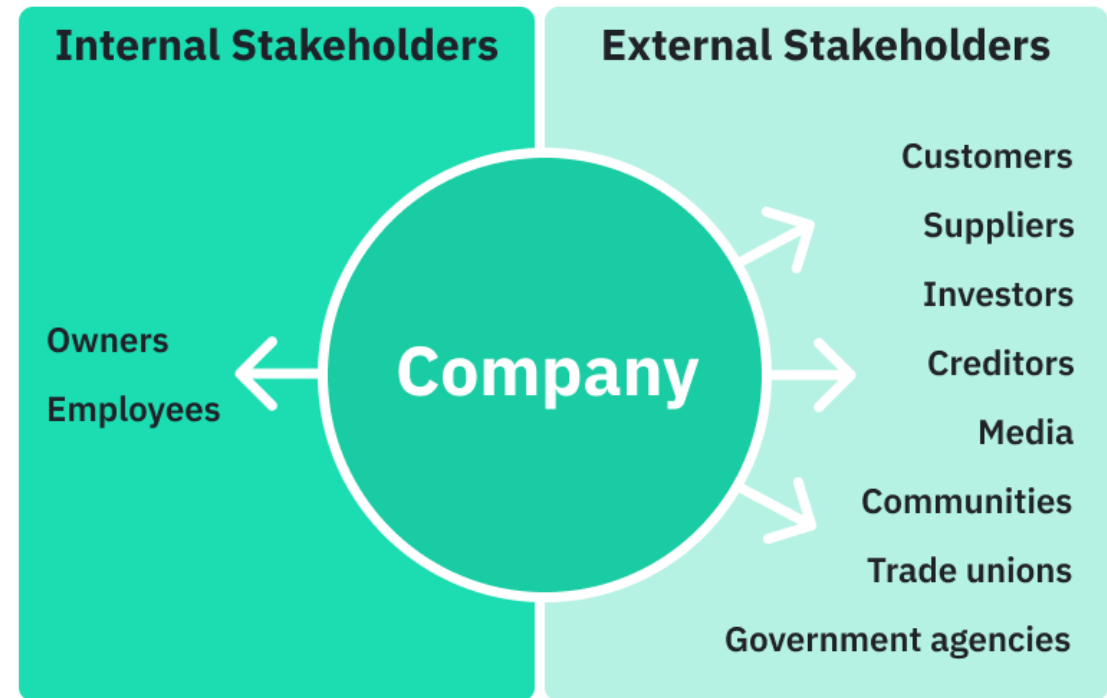 Internal Stakeholders
Owners
Employees
Company
External Stakeholders
Customers
Suppliers
Investors
Creditors
Media
Communities
Trade unions
Government agencies